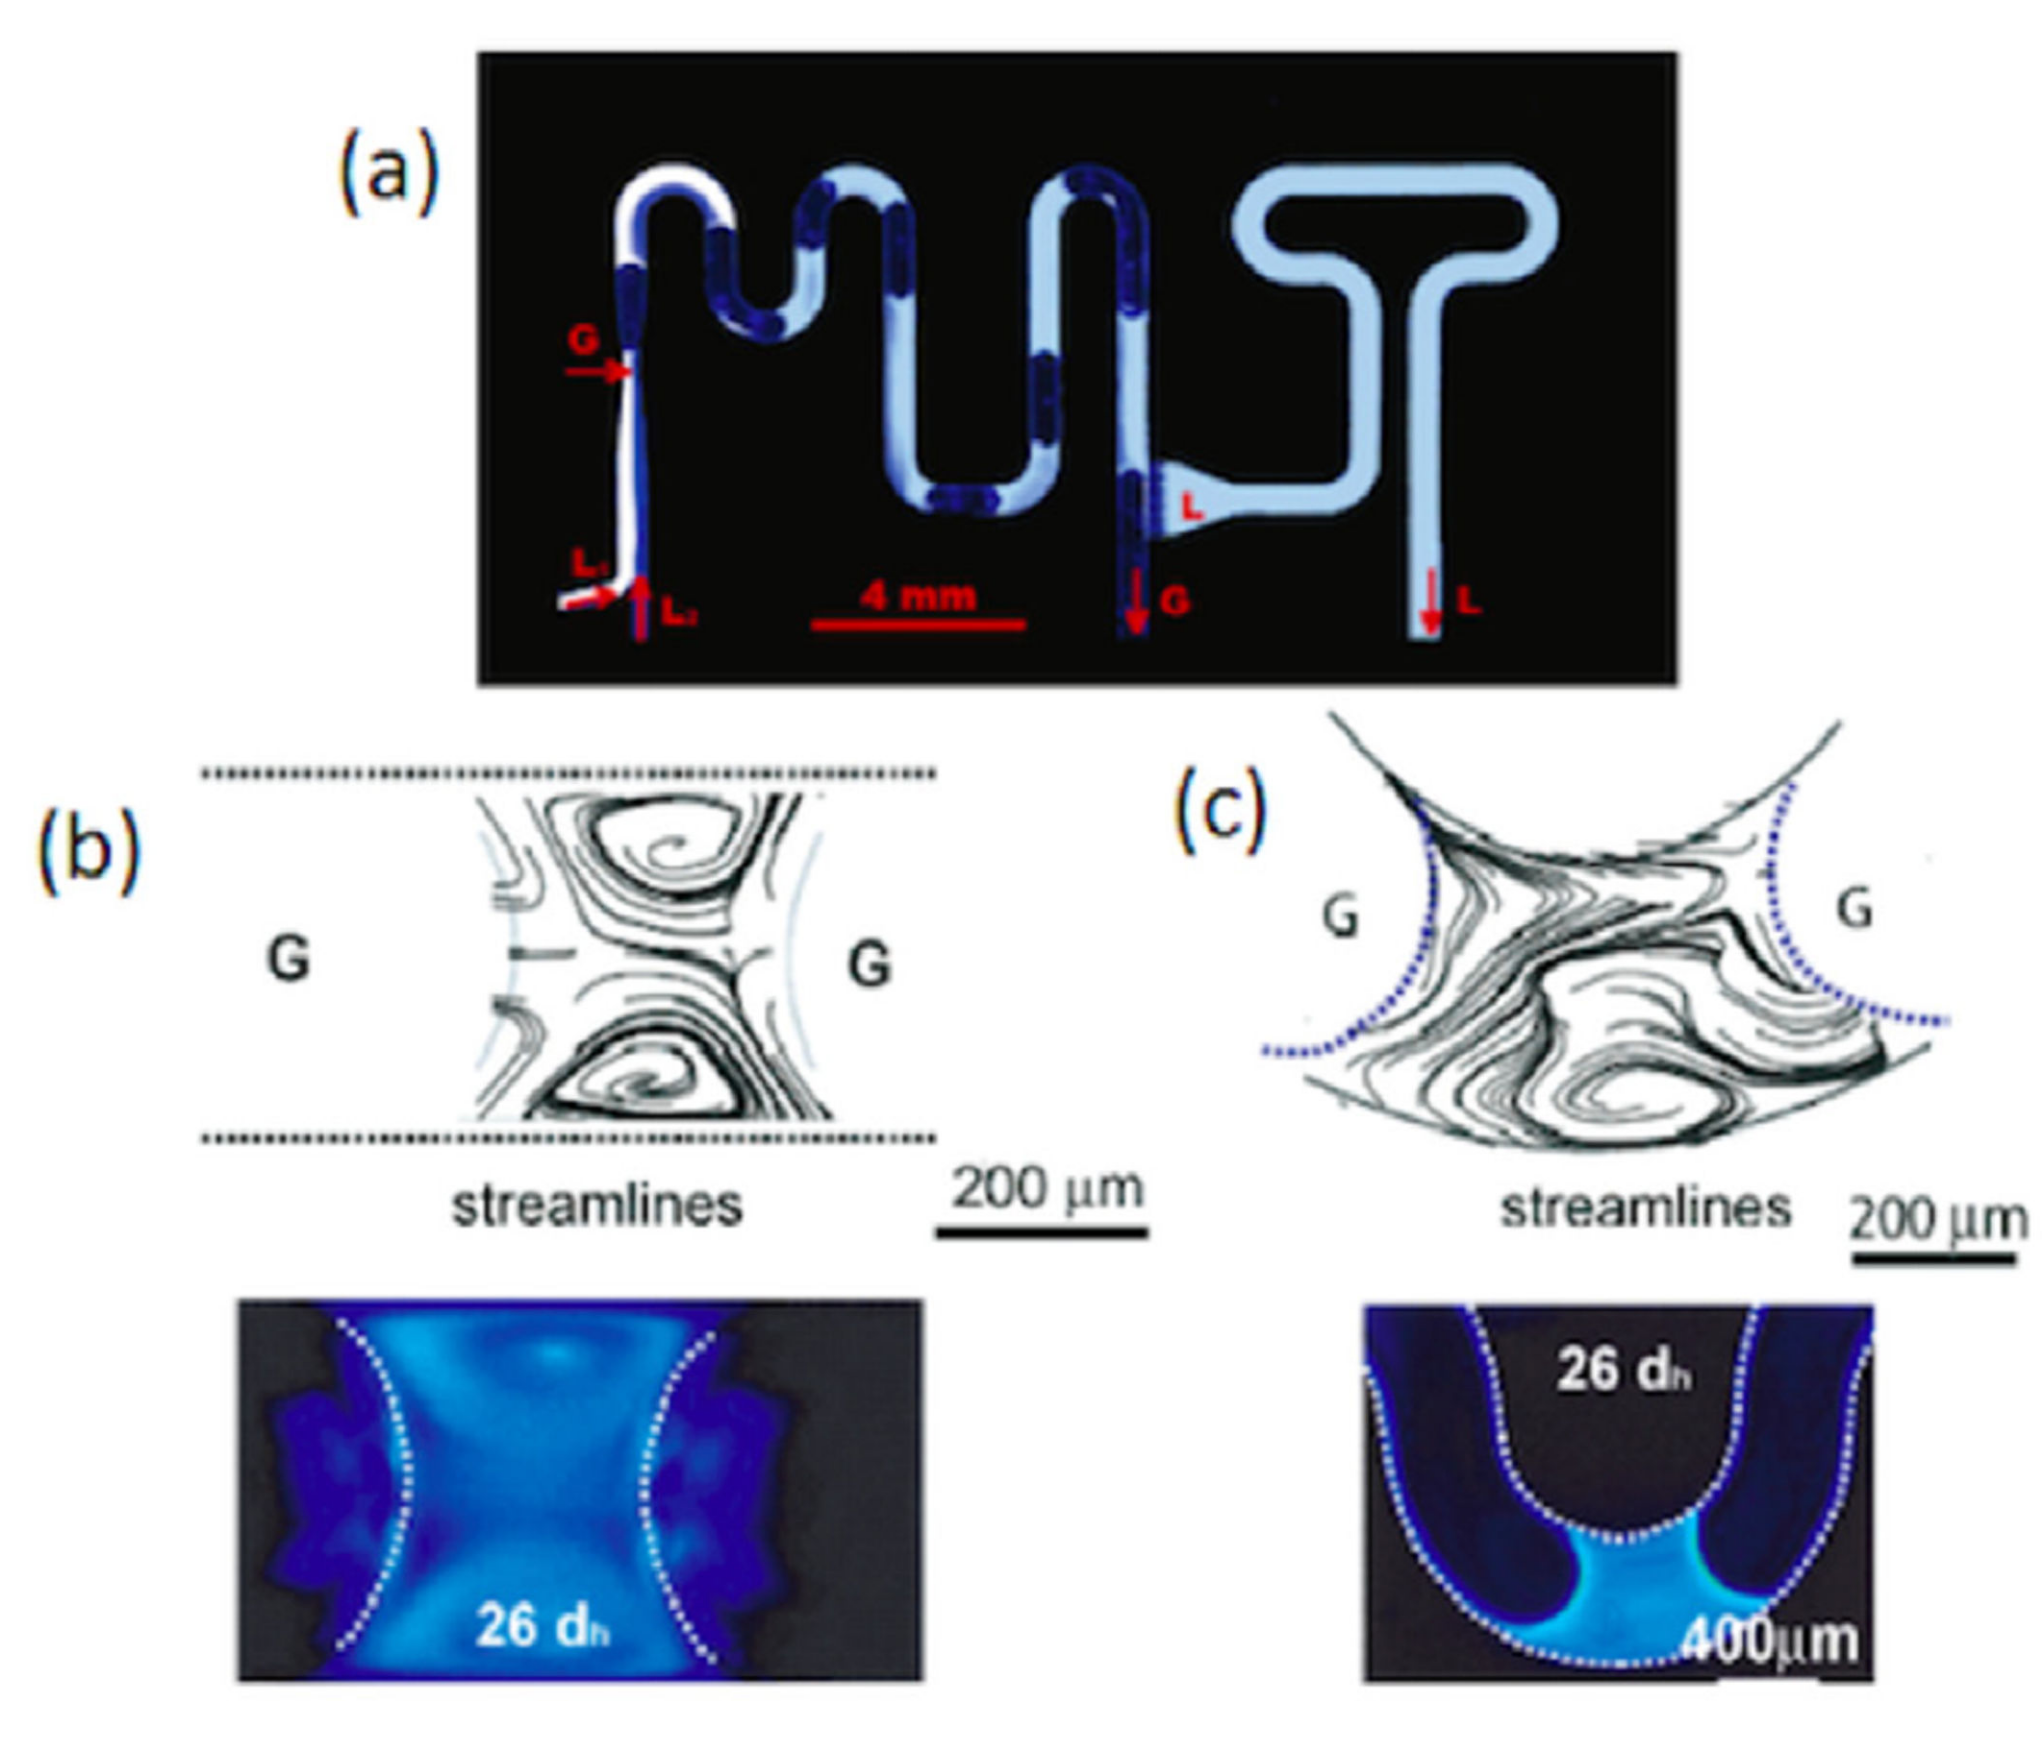 (a)
G
L
L₁
L₂
4 mm
G
L
(b)
G
G
streamlines
200 μm
(c)
G
G
streamlines
200 μm
26 dₕ
26 dₕ
400μm